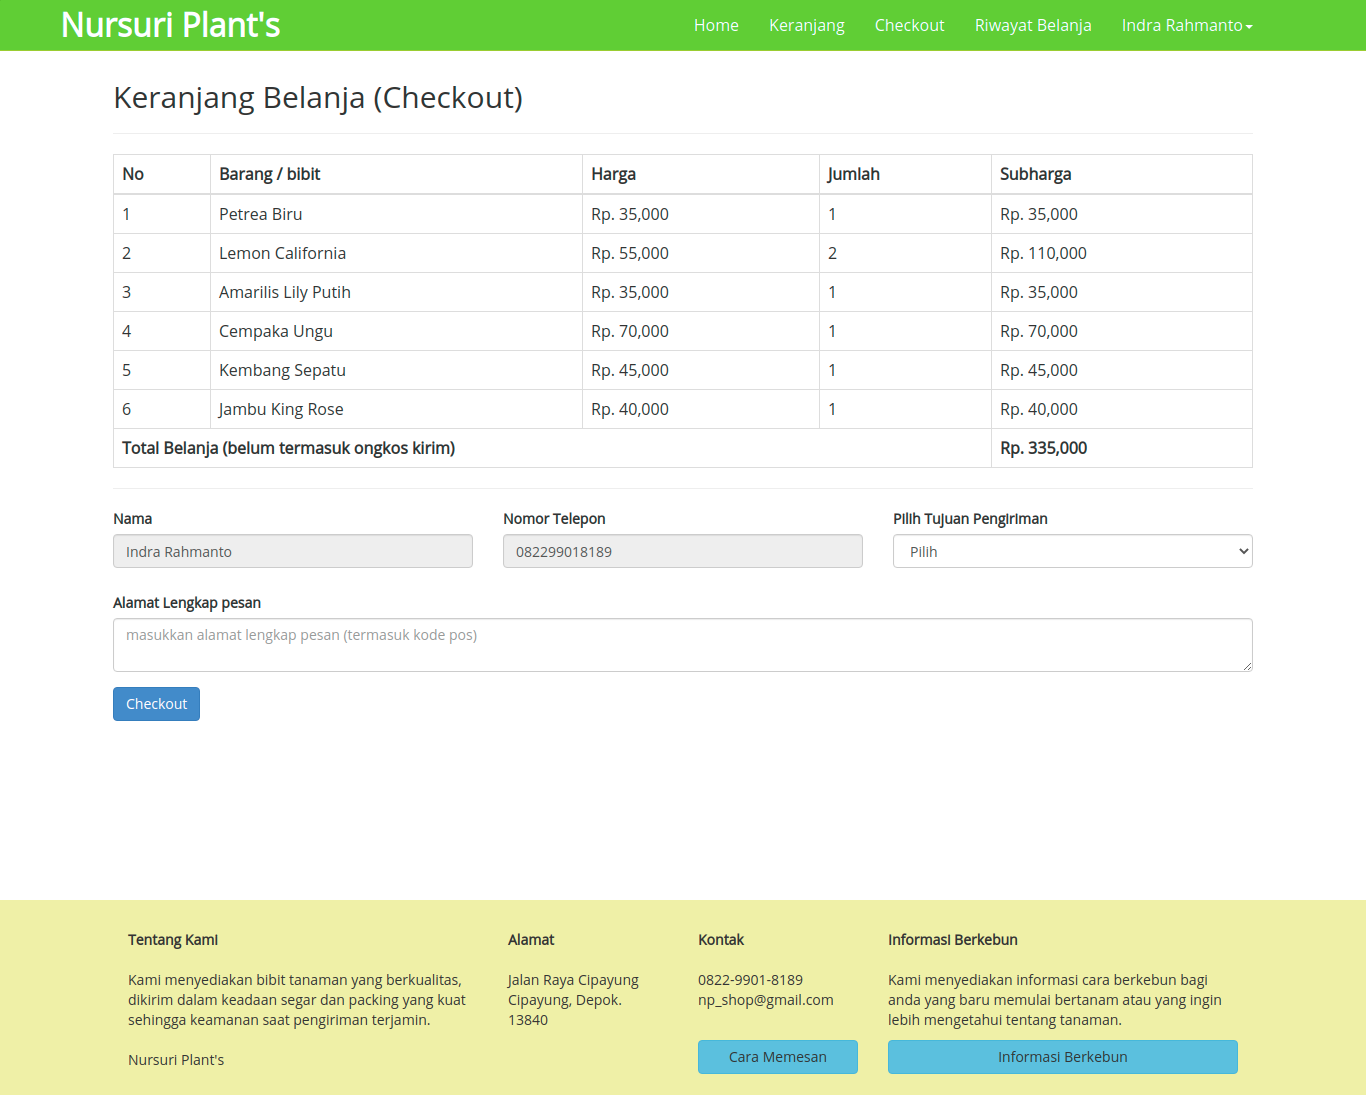 Nursuri Plant's
Home Keranjang Checkout Riwayat Belanja Indra Rahmanto
Keranjang Belanja (Checkout)
No Barang / bibit Harga Jumlah Subharga
1 Petrea Biru Rp. 35,000 1 Rp. 35,000
2 Lemon California Rp. 55,000 2 Rp. 110,000
3 Amarilis Lily Putih Rp. 35,000 1 Rp. 35,000
4 Cempaka Ungu Rp. 70,000 1 Rp. 70,000
5 Kembang Sepatu Rp. 45,000 1 Rp. 45,000
6 Jambu King Rose Rp. 40,000 1 Rp. 40,000
Total Belanja (belum termasuk ongkos kirim) Rp. 335,000
Nama Nomor Telepon Pilih Tujuan Pengiriman
Indra Rahmanto 082299018189 Pilih
Alamat Lengkap pesan
masukkan alamat lengkap pesan (termasuk kode pos)
Checkout
Tentang Kami
Kami menyediakan bibit tanaman yang berkualitas,
dikirim dalam keadaan segar dan packing yang kuat
sehingga keamanan saat pengiriman terjamin.
Nursuri Plant's
Alamat
Jalan Raya Cipayung
Cipayung, Depok.
13840
Kontak
0822-9901-8189
np_shop@gmail.com
Cara Memesan
Informasi Berkebun
Kami menyediakan informasi cara berkebun bagi
anda yang baru memulai bertanam atau yang ingin
lebih mengetahui tentang tanaman.
Informasi Berkebun